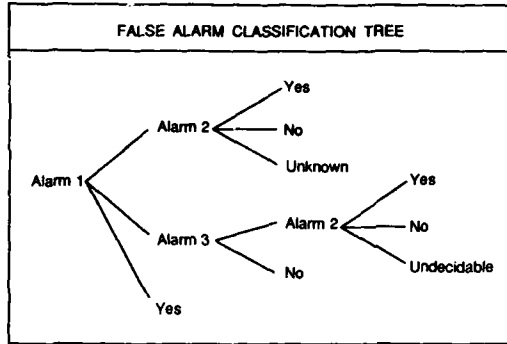 FALSE ALARM CLASSIFICATION TREE
Yes
Alarm 2
No
Unknown
Alarm 1
Yes
Alarm 2
No
Alarm 3
Undecidable
No
Yes